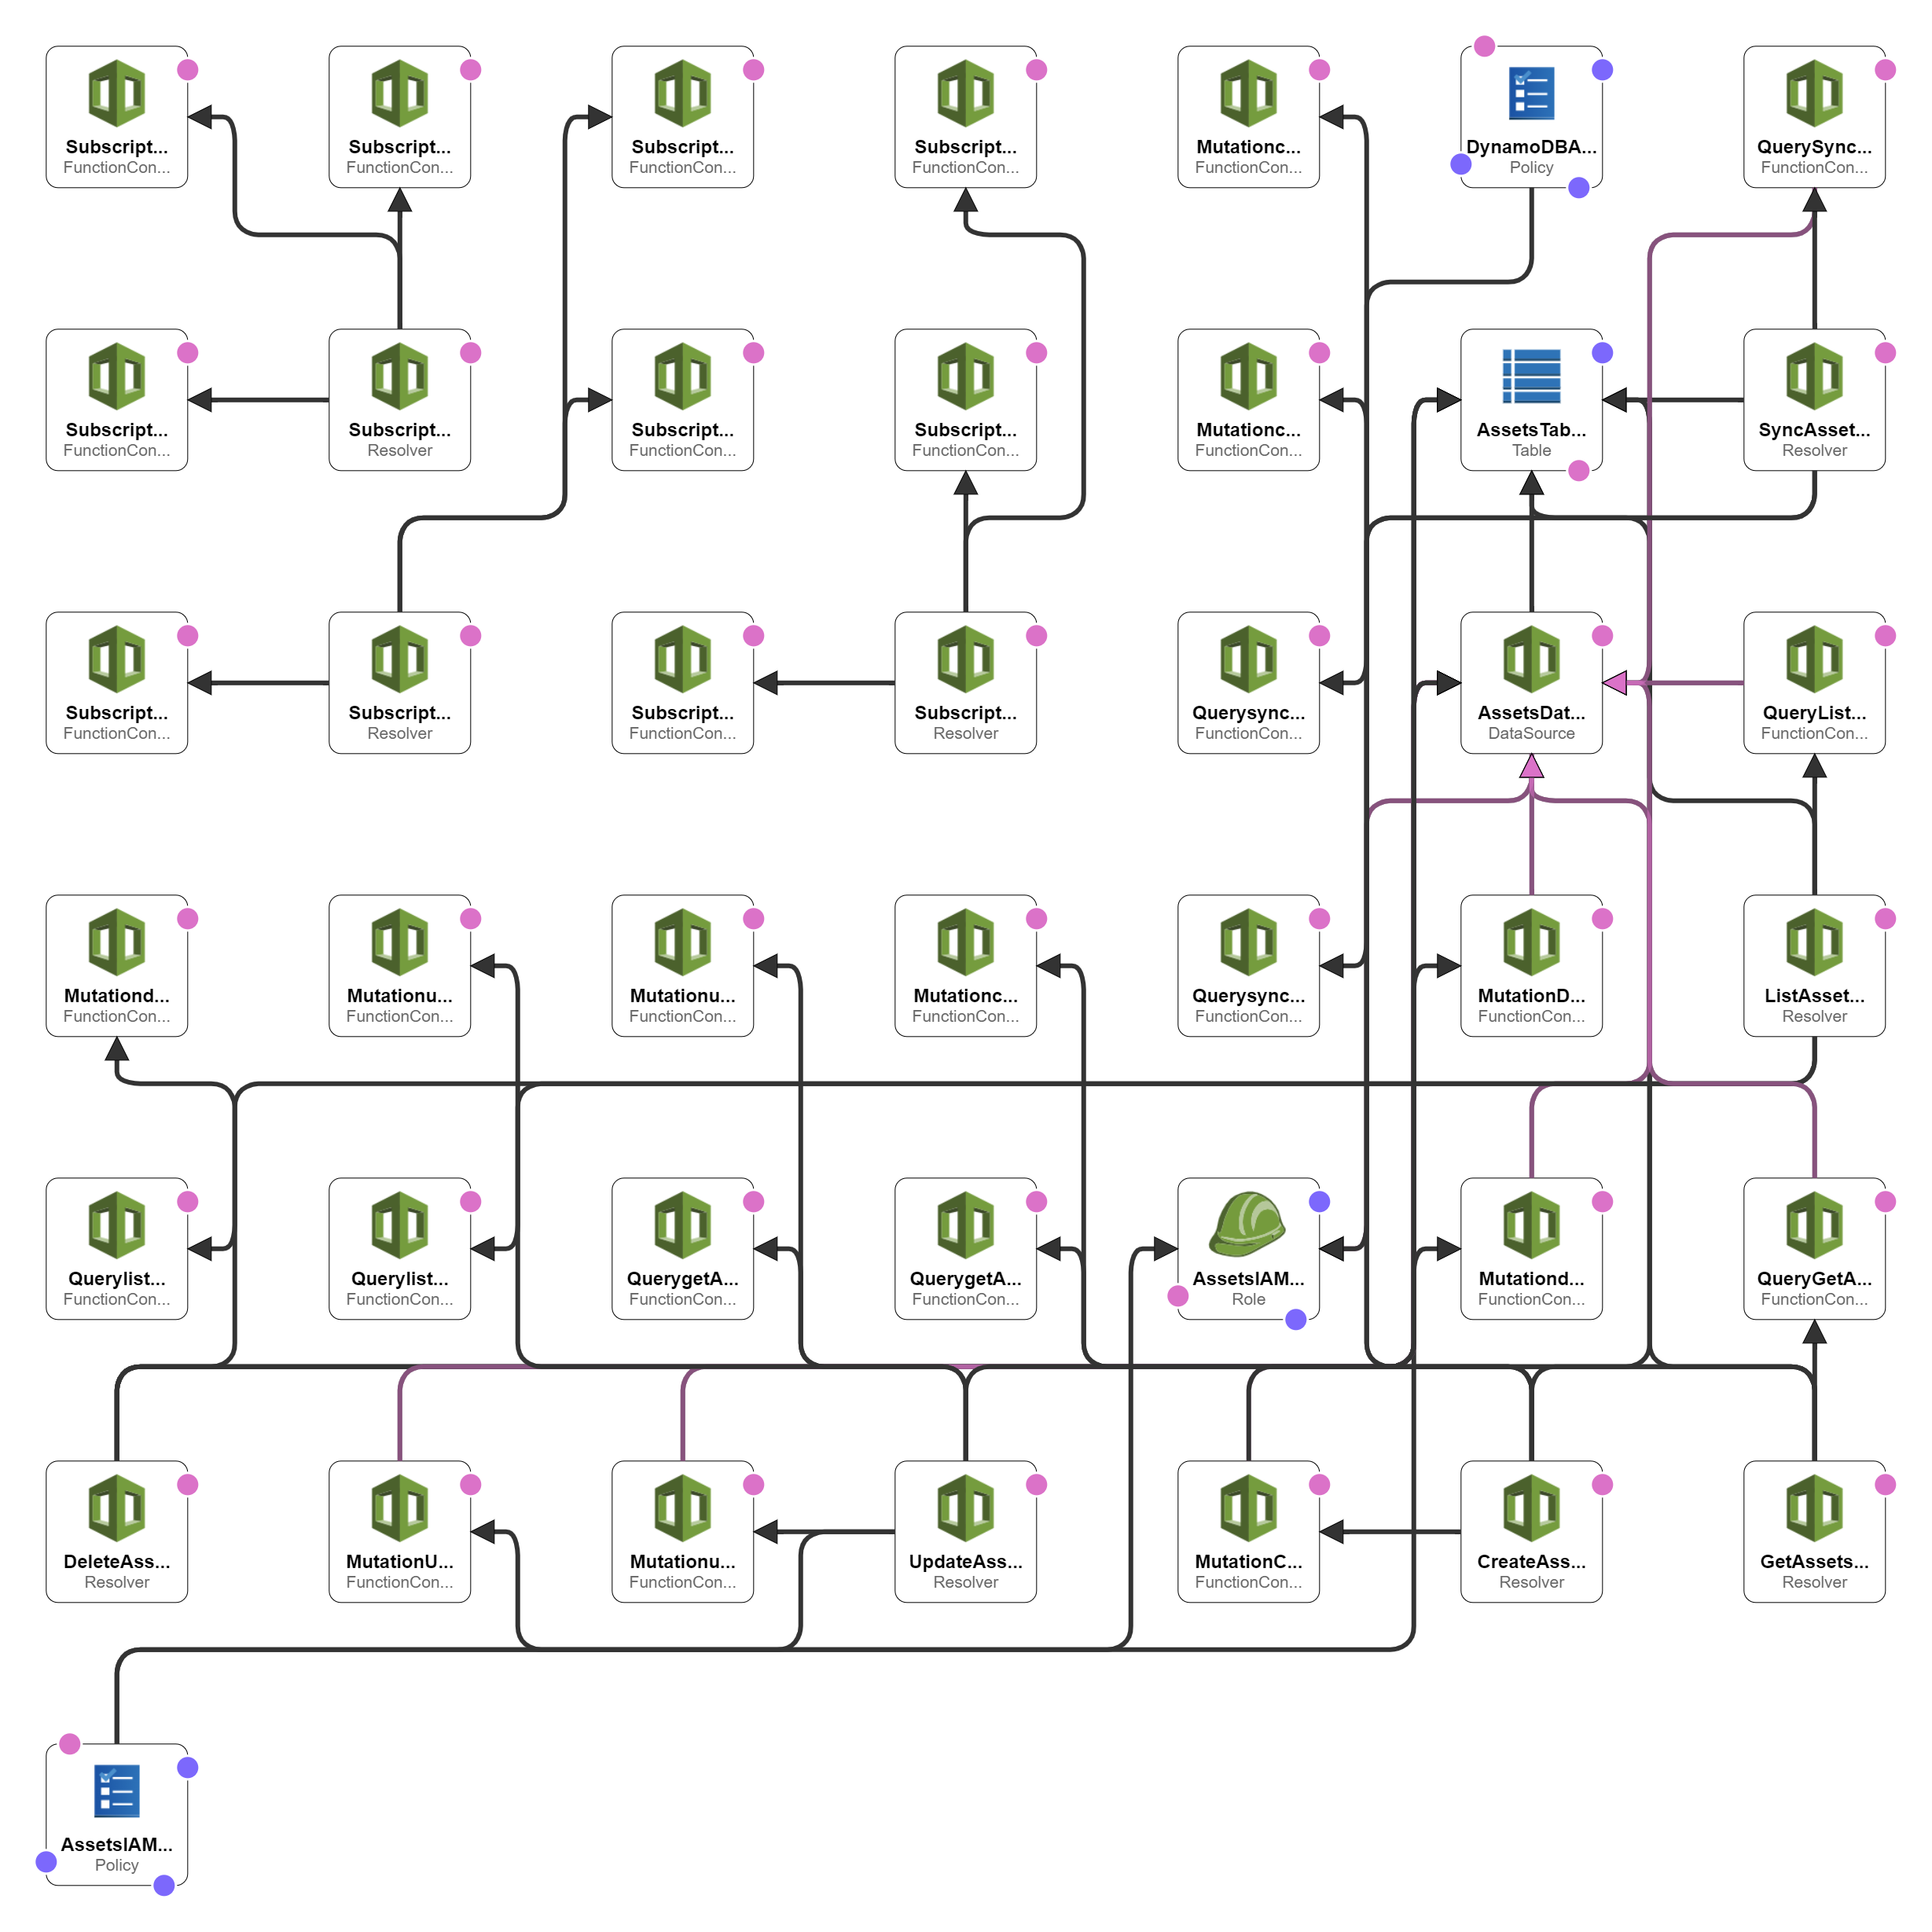 Subscript...
FunctionCon...
Subscript...
FunctionCon...
Subscript...
FunctionCon...
Subscript...
FunctionCon...
Mutationc...
FunctionCon...
DynamoDBA...
Policy
QuerySync...
FunctionCon...
Subscript...
FunctionCon...
Subscript...
Resolver
Subscript...
FunctionCon...
Subscript...
FunctionCon...
Mutationc...
FunctionCon...
AssetsTab...
Table
SyncAsset...
Resolver
Subscript...
FunctionCon...
Subscript...
Resolver
Subscript...
FunctionCon...
Subscript...
Resolver
Querysync...
FunctionCon...
AssetsDat...
DataSource
QueryList...
FunctionCon...
Mutationd...
FunctionCon...
Mutationu...
FunctionCon...
Mutationu...
FunctionCon...
Mutationc...
FunctionCon...
Querysync...
FunctionCon...
MutationD...
FunctionCon...
ListAsset...
Resolver
Querylist...
FunctionCon...
Querylist...
FunctionCon...
QuerygetA...
FunctionCon...
QuerygetA...
FunctionCon...
AssetsIAM...
Role
Mutationd...
FunctionCon...
QueryGetA...
FunctionCon...
DeleteAss...
Resolver
MutationU...
FunctionCon...
Mutationu...
FunctionCon...
UpdateAss...
Resolver
MutationC...
FunctionCon...
CreateAss...
Resolver
GetAssets...
Resolver
AssetsIAM...
Policy